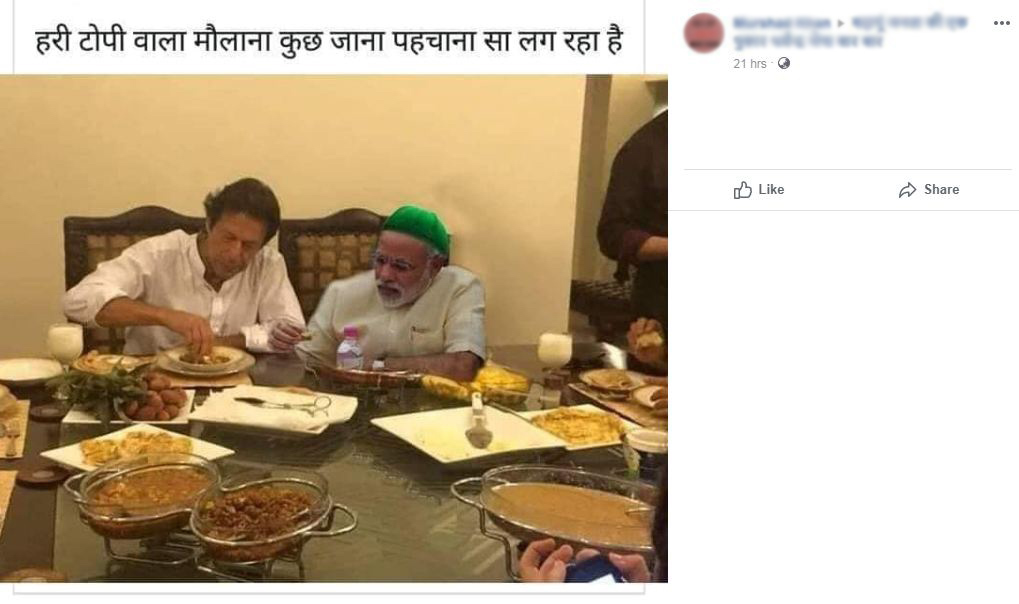 हरी टोपी वाला मौलाना कुछ जाना पहचाना सा लग रहा है
21 hrs ·
Like
Share